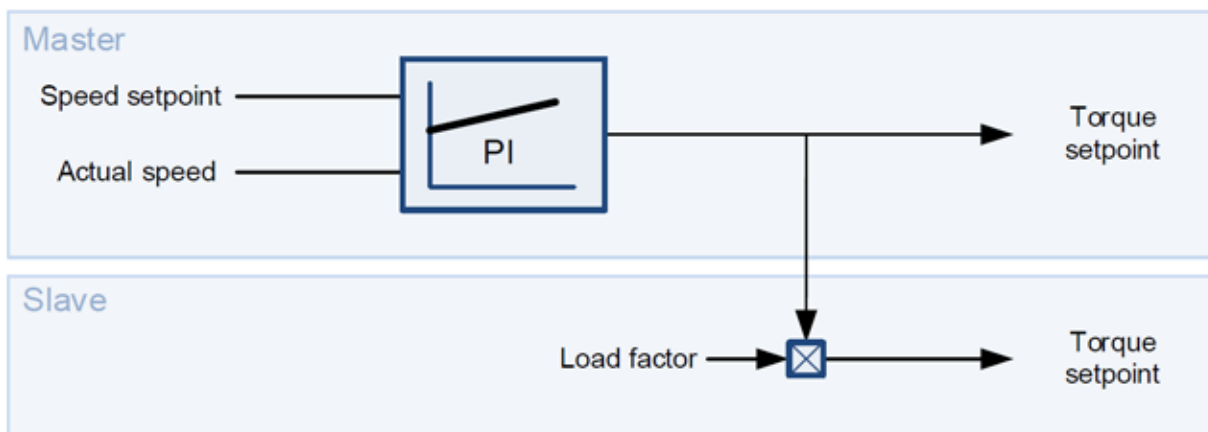 Master
Speed setpoint
Actual speed
PI
Torque
setpoint
Slave
Load factor
Torque
setpoint